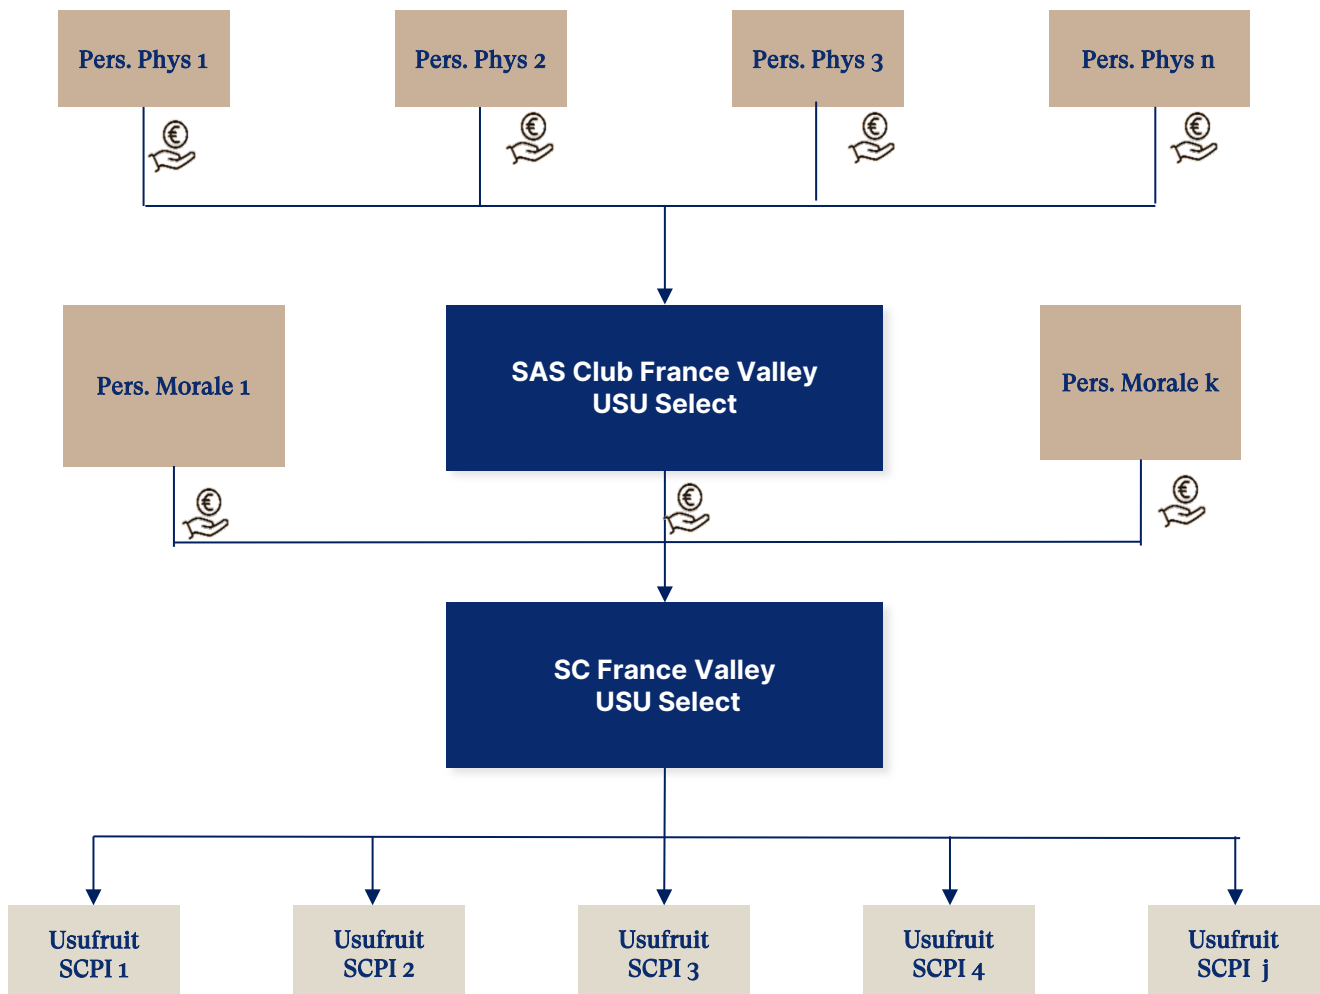 Pers. Phys 1
Pers. Phys 2
Pers. Phys 3
Pers. Phys n
€
€
€
€
Pers. Morale 1
SAS Club France Valley
USU Select
Pers. Morale k
€
€
€
SC France Valley
USU Select
Usufruit
SCPI 1
Usufruit
SCPI 2
Usufruit
SCPI 3
Usufruit
SCPI 4
Usufruit
SCPI j